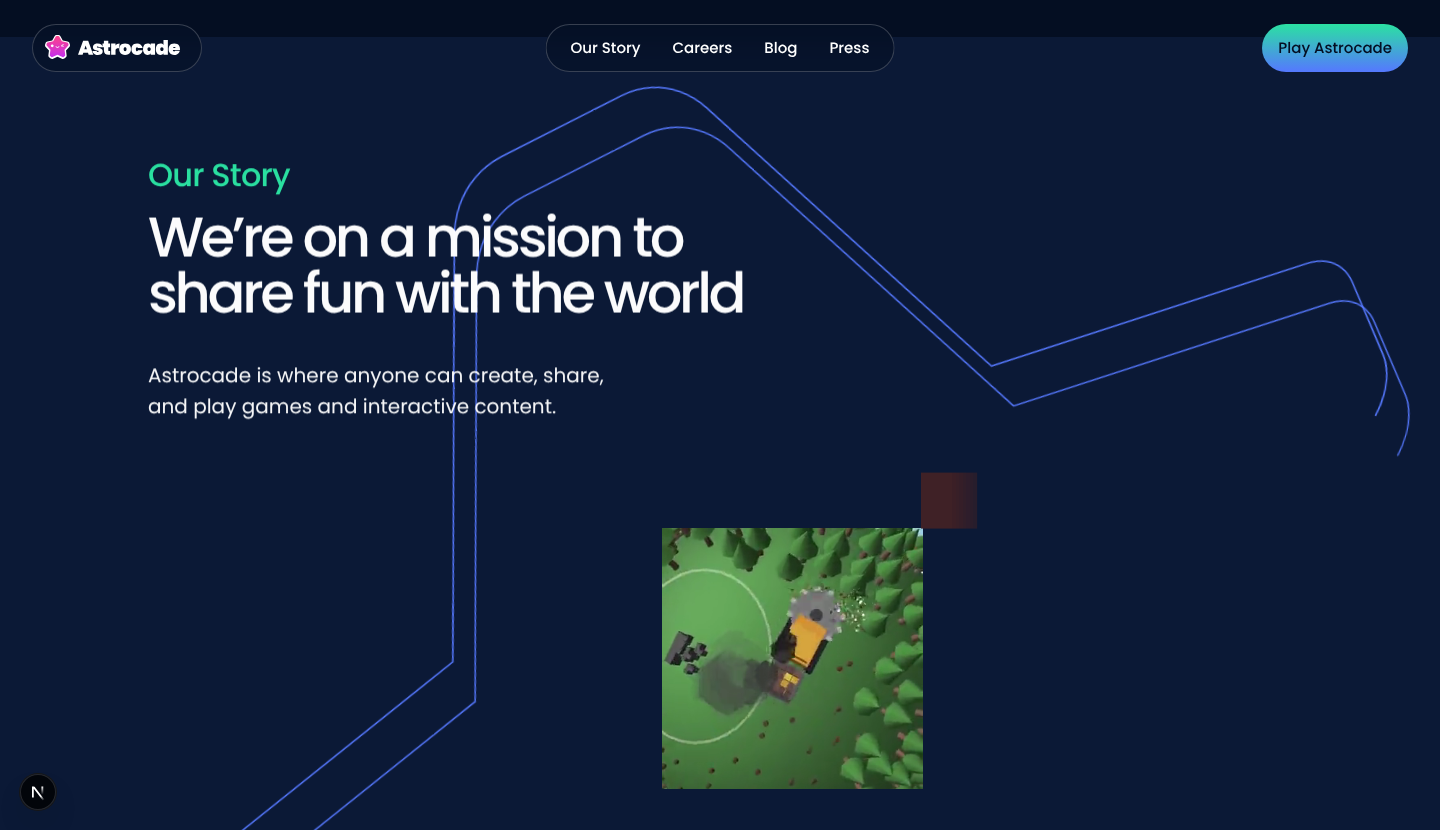 Astrocade
Our Story
Careers
Blog
Press
Play Astrocade
Our Story
We’re on a mission to
share fun with the world
Astrocade is where anyone can create, share,
and play games and interactive content.
N